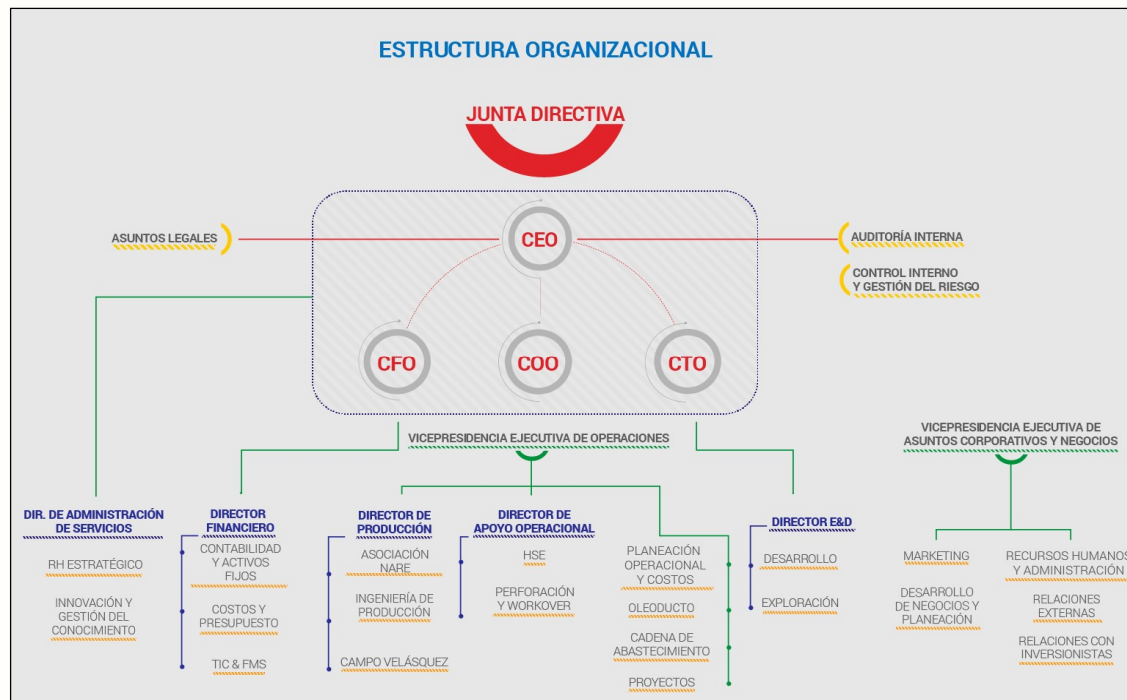 ESTRUCTURA ORGANIZACIONAL
JUNTA DIRECTIVA
CEO
ASUNTOS LEGALES
AUDITORÍA INTERNA
CONTROL INTERNO
Y GESTIÓN DEL RIESGO
CFO
COO
CTO
VICEPRESIDENCIA EJECUTIVA DE OPERACIONES
VICEPRESIDENCIA EJECUTIVA DE
ASUNTOS CORPORATIVOS Y NEGOCIOS
DIR. DE ADMINISTRACIÓN
DE SERVICIOS
RH ESTRATÉGICO
INNOVACIÓN Y
GESTIÓN DEL
CONOCIMIENTO
DIRECTOR
FINANCIERO
CONTABILIDAD
Y ACTIVOS
FIJOS
COSTOS Y
PRESUPUESTO
TIC & FMS
DIRECTOR DE
PRODUCCIÓN
ASOCIACIÓN
NARE
INGENIERÍA DE
PRODUCCIÓN
CAMPO VELÁSQUEZ
DIRECTOR DE
APOYO OPERACIONAL
HSE
PERFORACIÓN
Y WORKOVER
PLANEACIÓN
OPERACIONAL
Y COSTOS
OLEODUCTO
CADENA DE
ABASTECIMIENTO
PROYECTOS
DIRECTOR E&D
DESARROLLO
EXPLORACIÓN
MARKETING
DESARROLLO
DE NEGOCIOS Y
PLANEACIÓN
RECURSOS HUMANOS
Y ADMINISTRACIÓN
RELACIONES
EXTERNAS
RELACIONES CON
INVERSIONISTAS